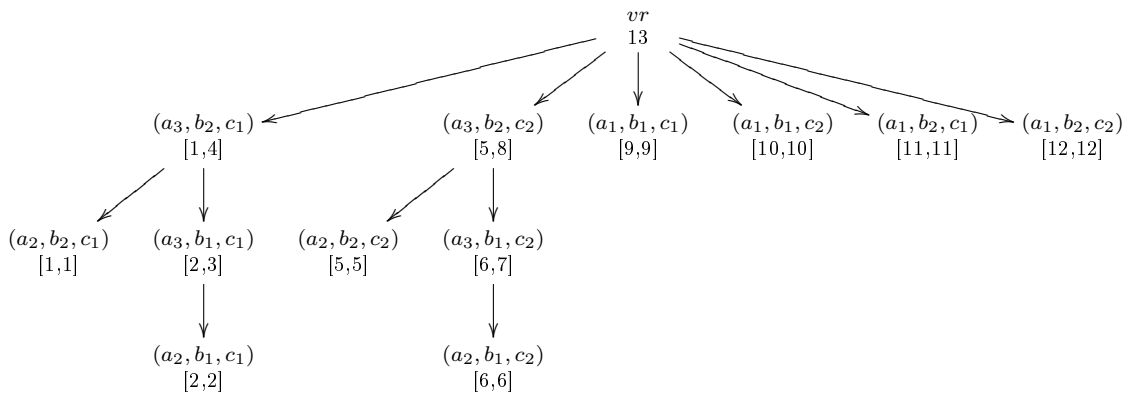 vr
13
(a₃, b₂, c₁) (a₃, b₂, c₂) (a₁, b₁, c₁) (a₁, b₁, c₂) (a₁, b₂, c₁) (a₁, b₂, c₂)
[1,4] [5,8] [9,9] [10,10] [11,11] [12,12]
(a₂, b₂, c₁) (a₃, b₁, c₁) (a₂, b₂, c₂) (a₃, b₁, c₂)
[1,1] [2,3] [5,5] [6,7]
(a₂, b₁, c₁) (a₂, b₁, c₂)
[2,2] [6,6]